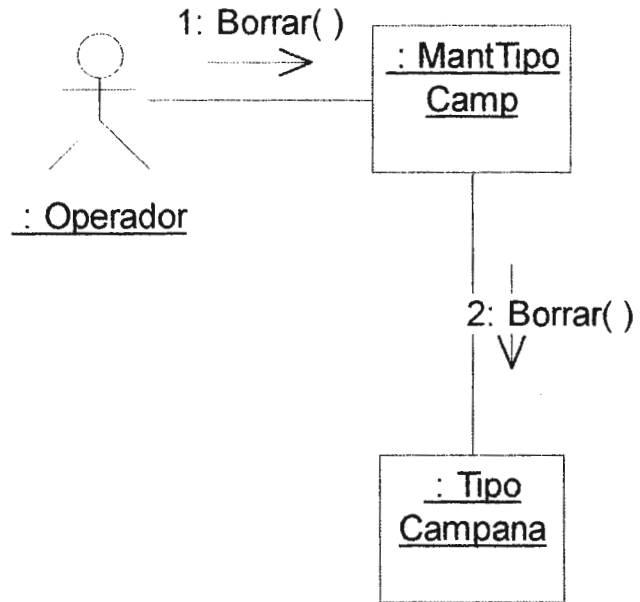 1: Borrar( )
: MantTipo
Camp
: Operador
2: Borrar( )
: Tipo
Campana